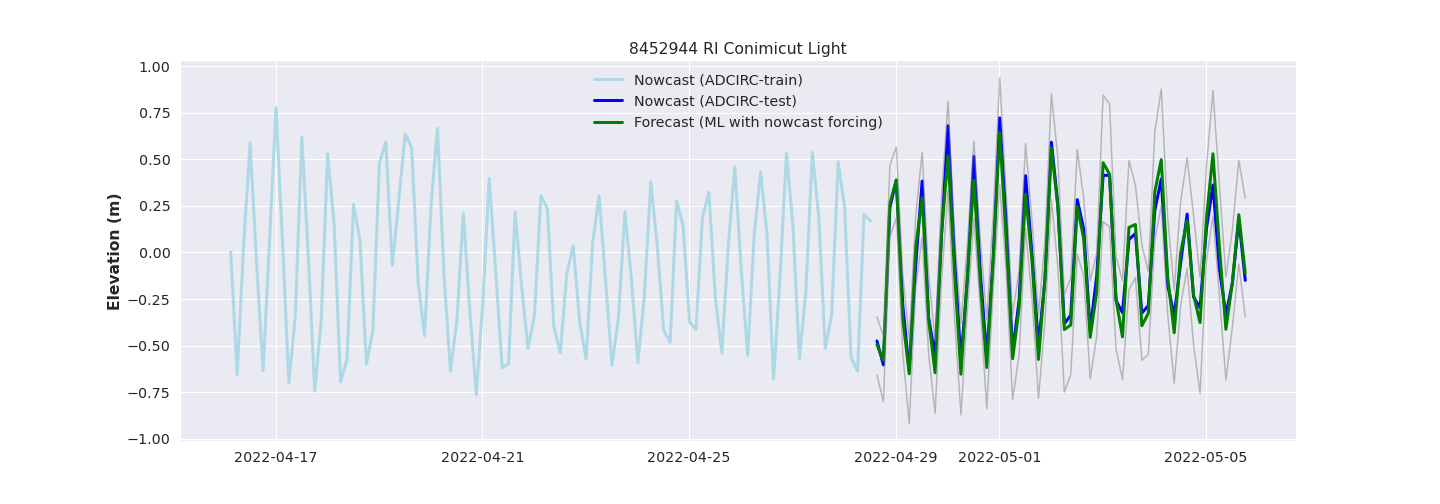 8452944 RI Conimicut Light
Nowcast (ADCIRC-train)
Nowcast (ADCIRC-test)
Forecast (ML with nowcast forcing)
Elevation (m)
1.00
0.75
0.50
0.25
0.00
−0.25
−0.50
−0.75
−1.00
2022-04-17 2022-04-21 2022-04-25 2022-04-29 2022-05-01 2022-05-05